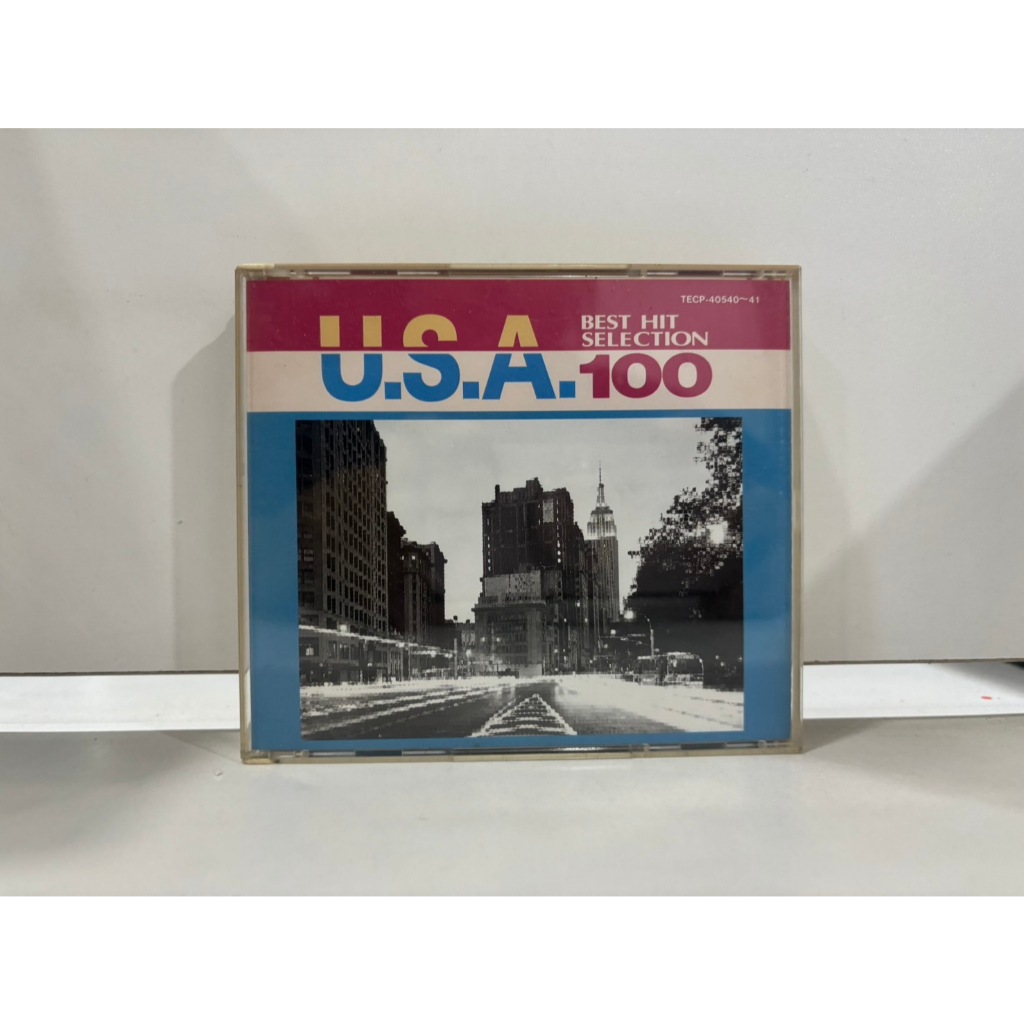 TECP-40540〜41
U.S.A.
BEST HIT
SELECTION
100